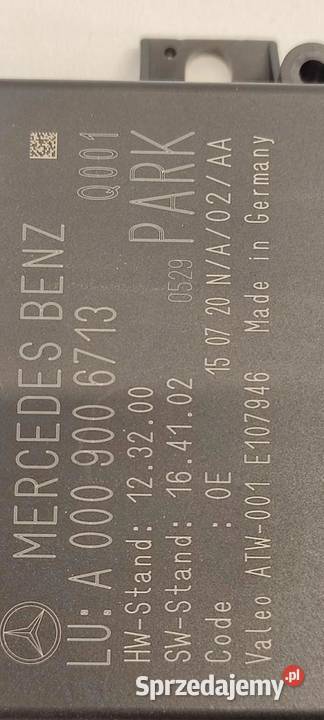 MERCEDES BENZ Q001
LU: A 000 900 6713 PARK
HW-Stand: 12.32.00
SW-Stand: 16.41.02 0529
Code : 0E 15 07 20 N/A/02/AA
Valeo ATW-001 E107946 Made in Germany
Sprzedajemy.pl